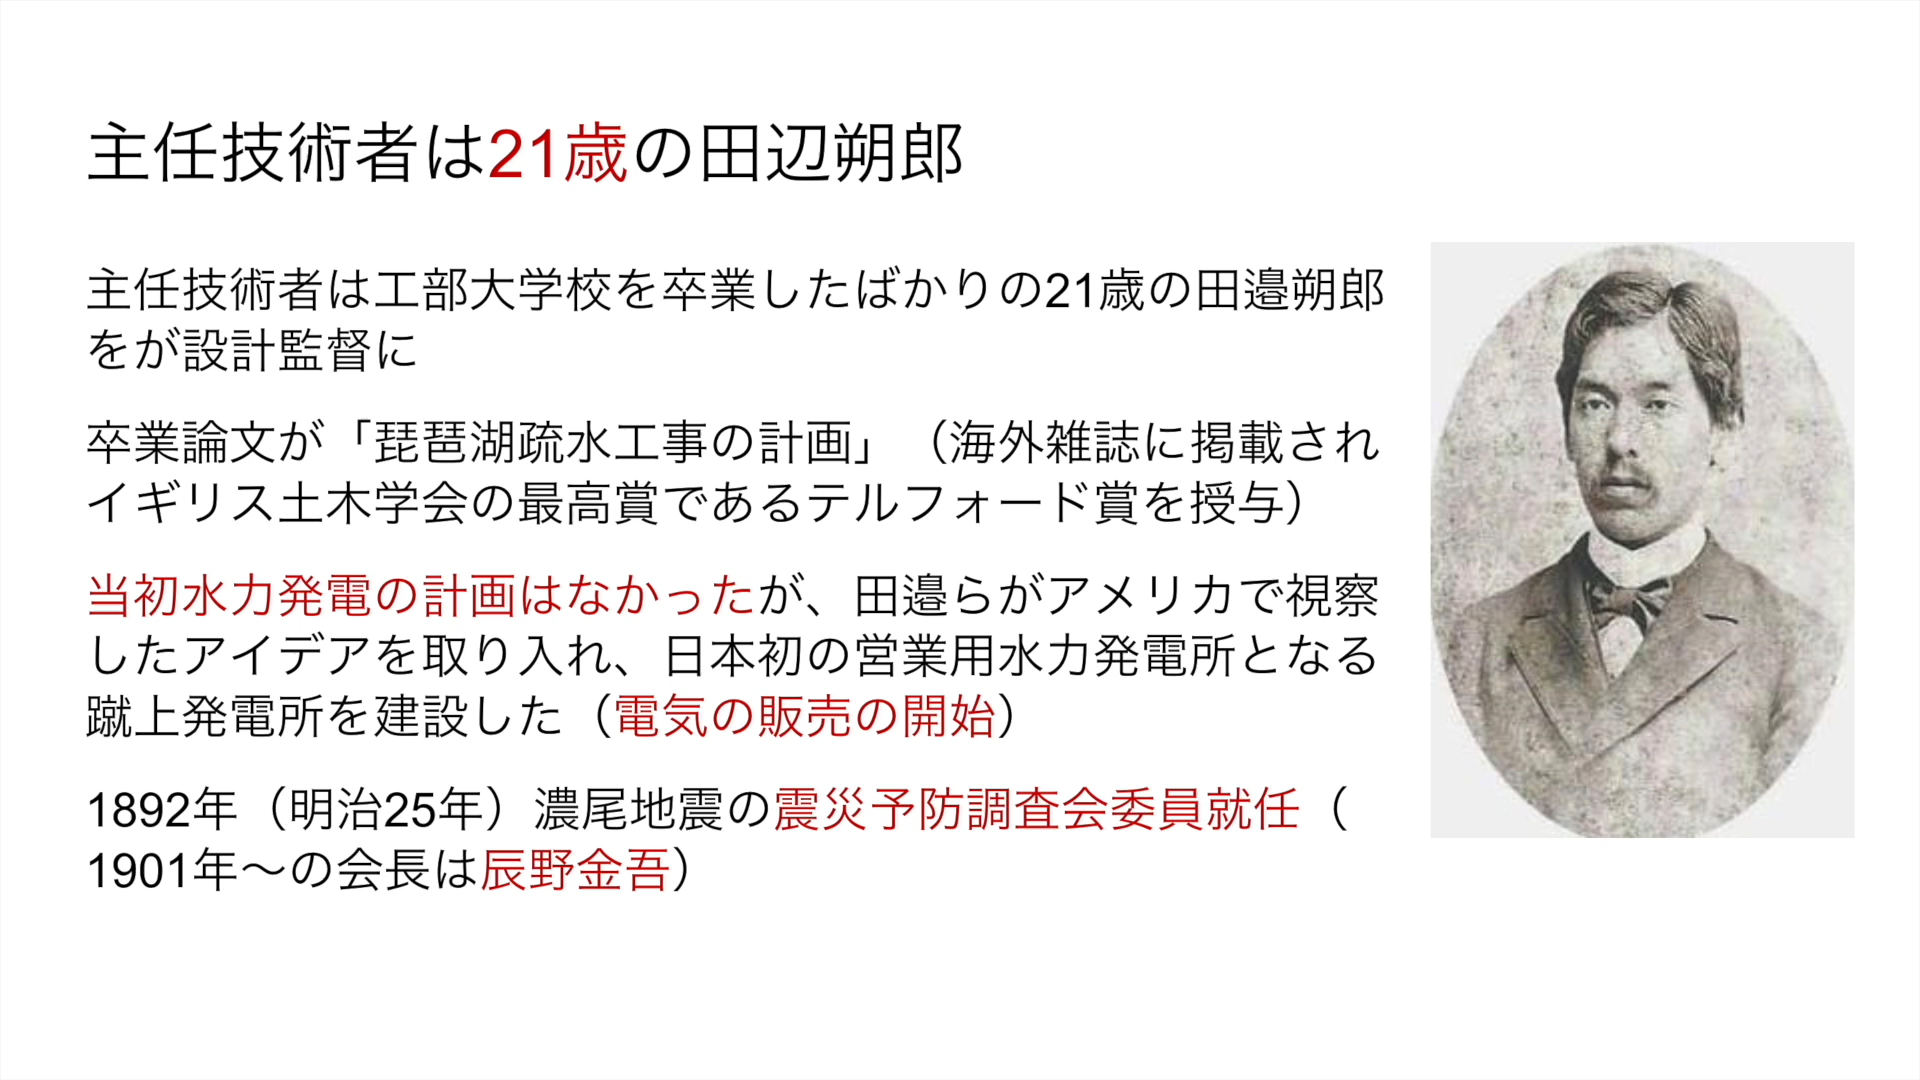 主任技術者は21歳の田辺朔郎
主任技術者は工部大学校を卒業したばかりの21歳の田邉朔郎
をが設計監督に
卒業論文が「琵琶湖疏水工事の計画」（海外雑誌に掲載され
イギリス土木学会の最高賞であるテルフォード賞を授与）
当初水力発電の計画はなかったが、田邉らがアメリカで視察
したアイデアを取り入れ、日本初の営業用水力発電所となる
蹴上発電所を建設した（電気の販売の開始）
1892年（明治25年）濃尾地震の震災予防調査会委員就任（
1901年〜の会長は辰野金吾）